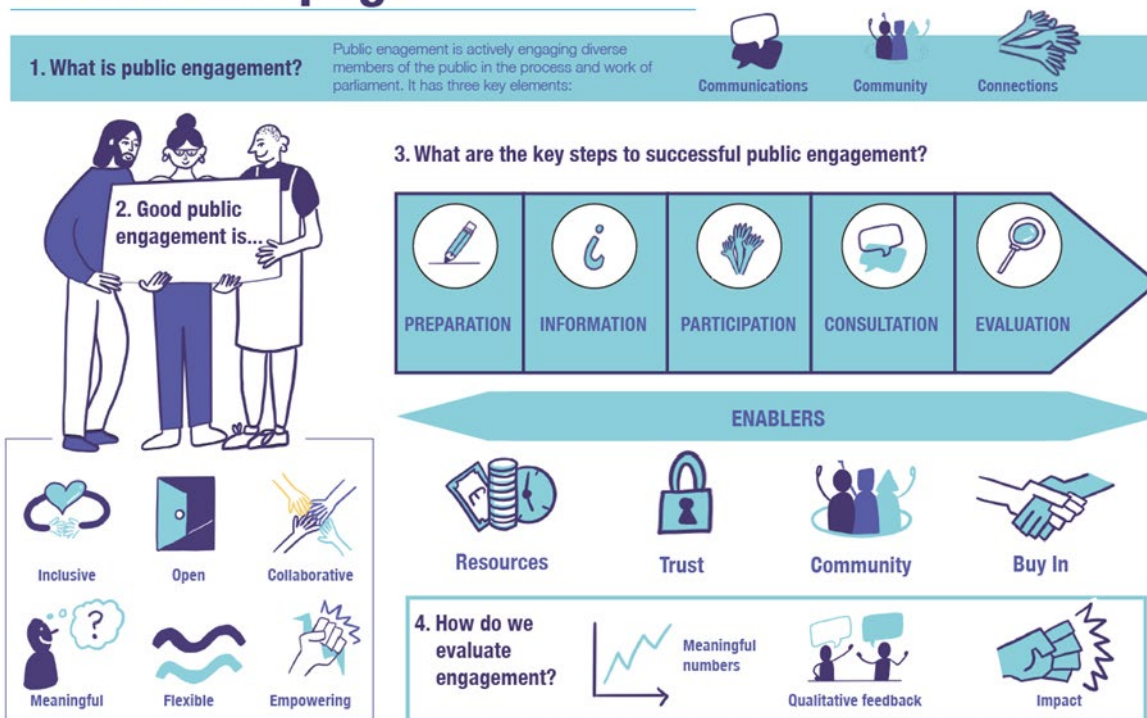 1. What is public engagement?
Public enagement is actively engaging diverse
members of the public in the process and work of
parliament. It has three key elements:
Communications
Community
Connections
2. Good public
engagement is...
Inclusive
Open
Collaborative
?
Meaningful
Flexible
Empowering
3. What are the key steps to successful public engagement?
i
PREPARATION
INFORMATION
PARTICIPATION
CONSULTATION
EVALUATION
ENABLERS
£
Resources
Trust
Community
Buy In
4. How do we
evaluate
engagement?
Meaningful
numbers
Qualitative feedback
Impact